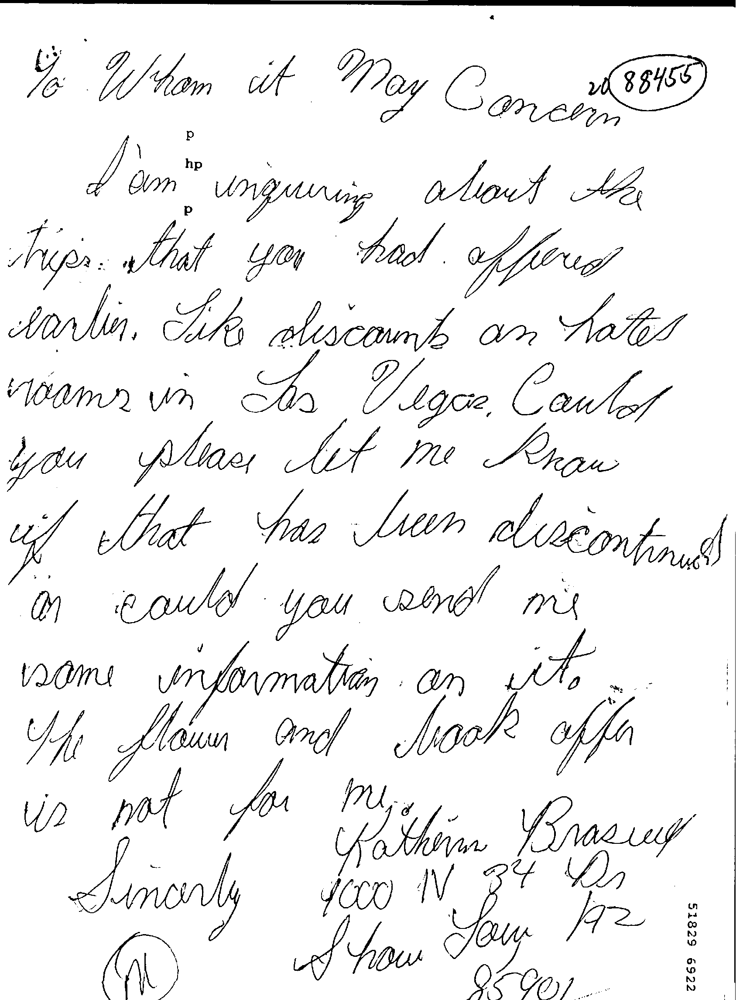 To Whom it May Concern
20 88455
p
hp
p
I am inquiring about the
trips. that you had offered
earlier. Like discounts on hotes
rooms in Las Vegas. Could
you please let me know
if that has been discontinued
or could you send me
some information on it.
The flower and book offer
is not for me.
Katherin Braswell
Sincerly 1000 N 34 Dr
Show Low AZ
85901
M
51829 6922